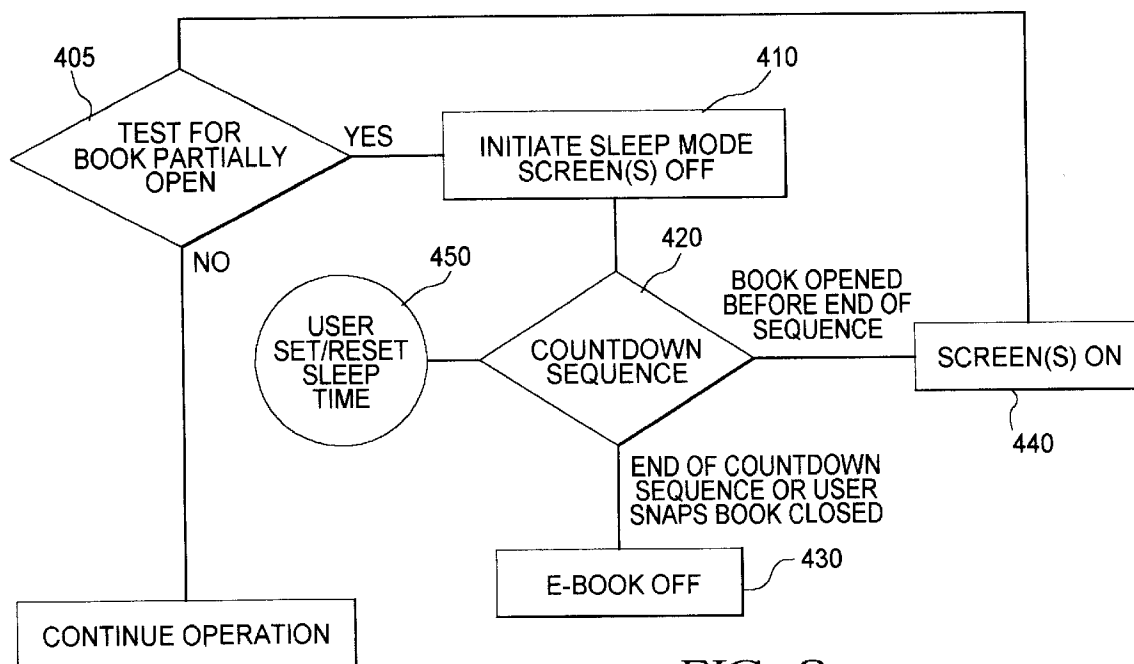 405
TEST FOR
BOOK PARTIALLY
OPEN
YES
NO
410
INITIATE SLEEP MODE
SCREEN(S) OFF
450
USER
SET/RESET
SLEEP
TIME
420
COUNTDOWN
SEQUENCE
BOOK OPENED
BEFORE END OF
SEQUENCE
SCREEN(S) ON
440
END OF COUNTDOWN
SEQUENCE OR USER
SNAPS BOOK CLOSED
E-BOOK OFF
430
CONTINUE OPERATION